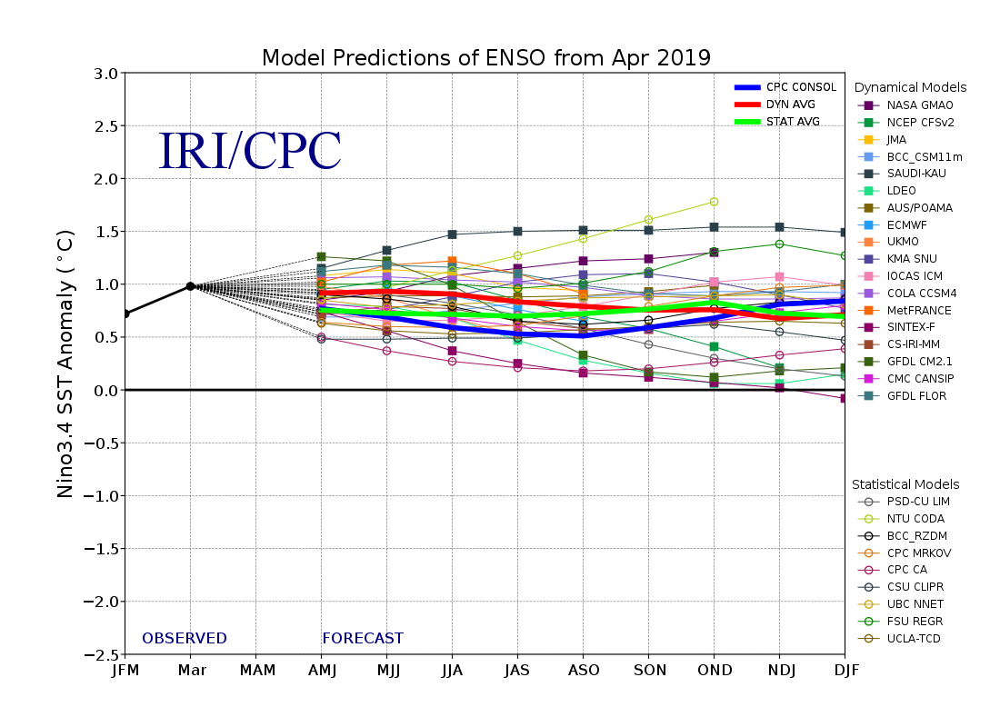 Model Predictions of ENSO from Apr 2019
Nino3.4 SST Anomaly (°C)
3.0
2.5
2.0
1.5
1.0
0.5
0.0
−0.5
−1.0
−1.5
−2.0
−2.5
IRI/CPC
CPC CONSOL
DYN AVG
STAT AVG
OBSERVED
FORECAST
JFM Mar MAM AMJ MJJ JJA JAS ASO SON OND NDJ DJF
Dynamical Models
NASA GMAO
NCEP CFSv2
JMA
BCC_CSM11m
SAUDI-KAU
LDEO
AUS/POAMA
ECMWF
UKMO
KMA SNU
IOCAS ICM
COLA CCSM4
MetFRANCE
SINTEX-F
CS-IRI-MM
GFDL CM2.1
CMC CANSIP
GFDL FLOR
Statistical Models
PSD-CU LIM
NTU CODA
BCC_RZDM
CPC MRKOV
CPC CA
CSU CLIPR
UBC NNET
FSU REGR
UCLA-TCD